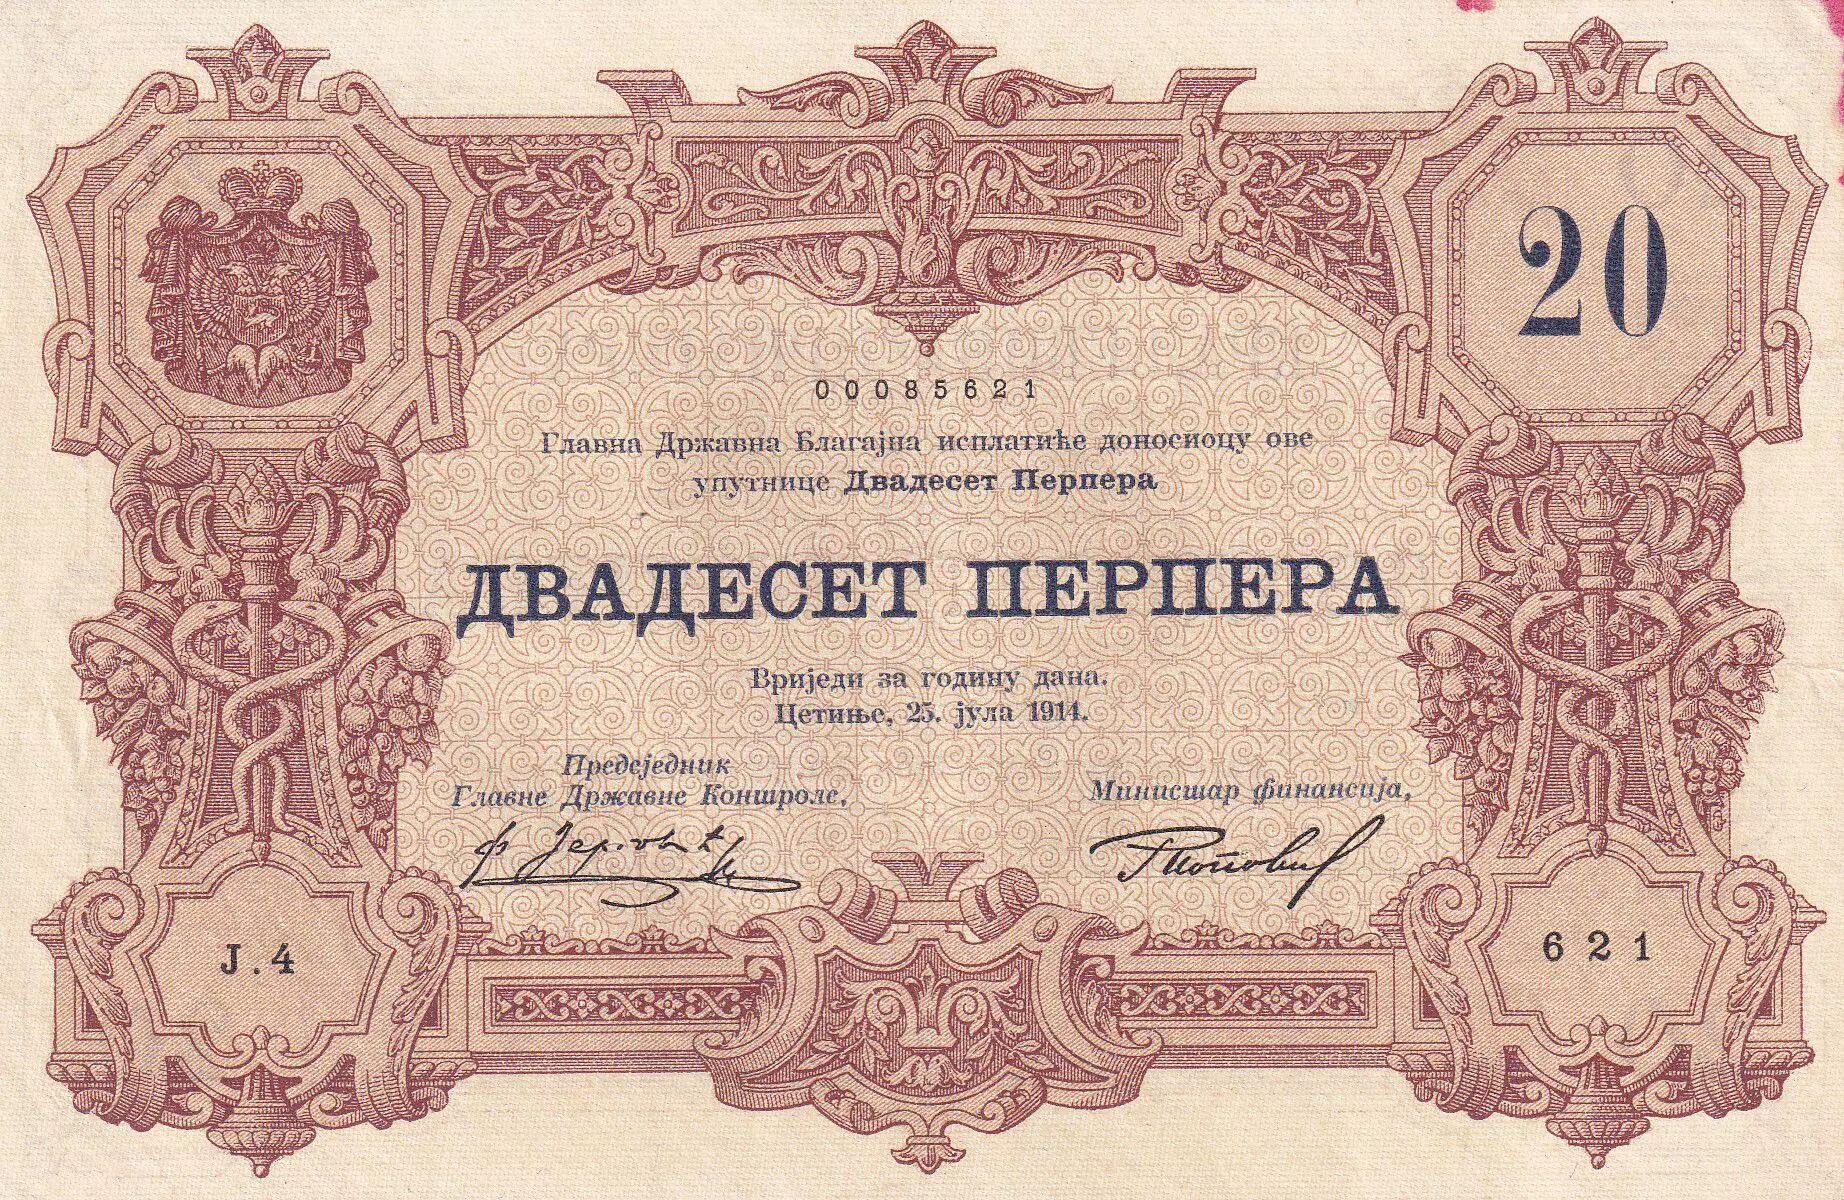 20
00085621
Главна Државна Благајна исплатиће доносиоцу ове
упутнице Двадесет Перпера
ДВАДЕСЕТ ПЕРПЕРА
Вриједи за годину дана.
Цетиње, 25. јула 1914.
Предсједник
Главне Државне Контроле,
Министар финансија,
Ј.4
621